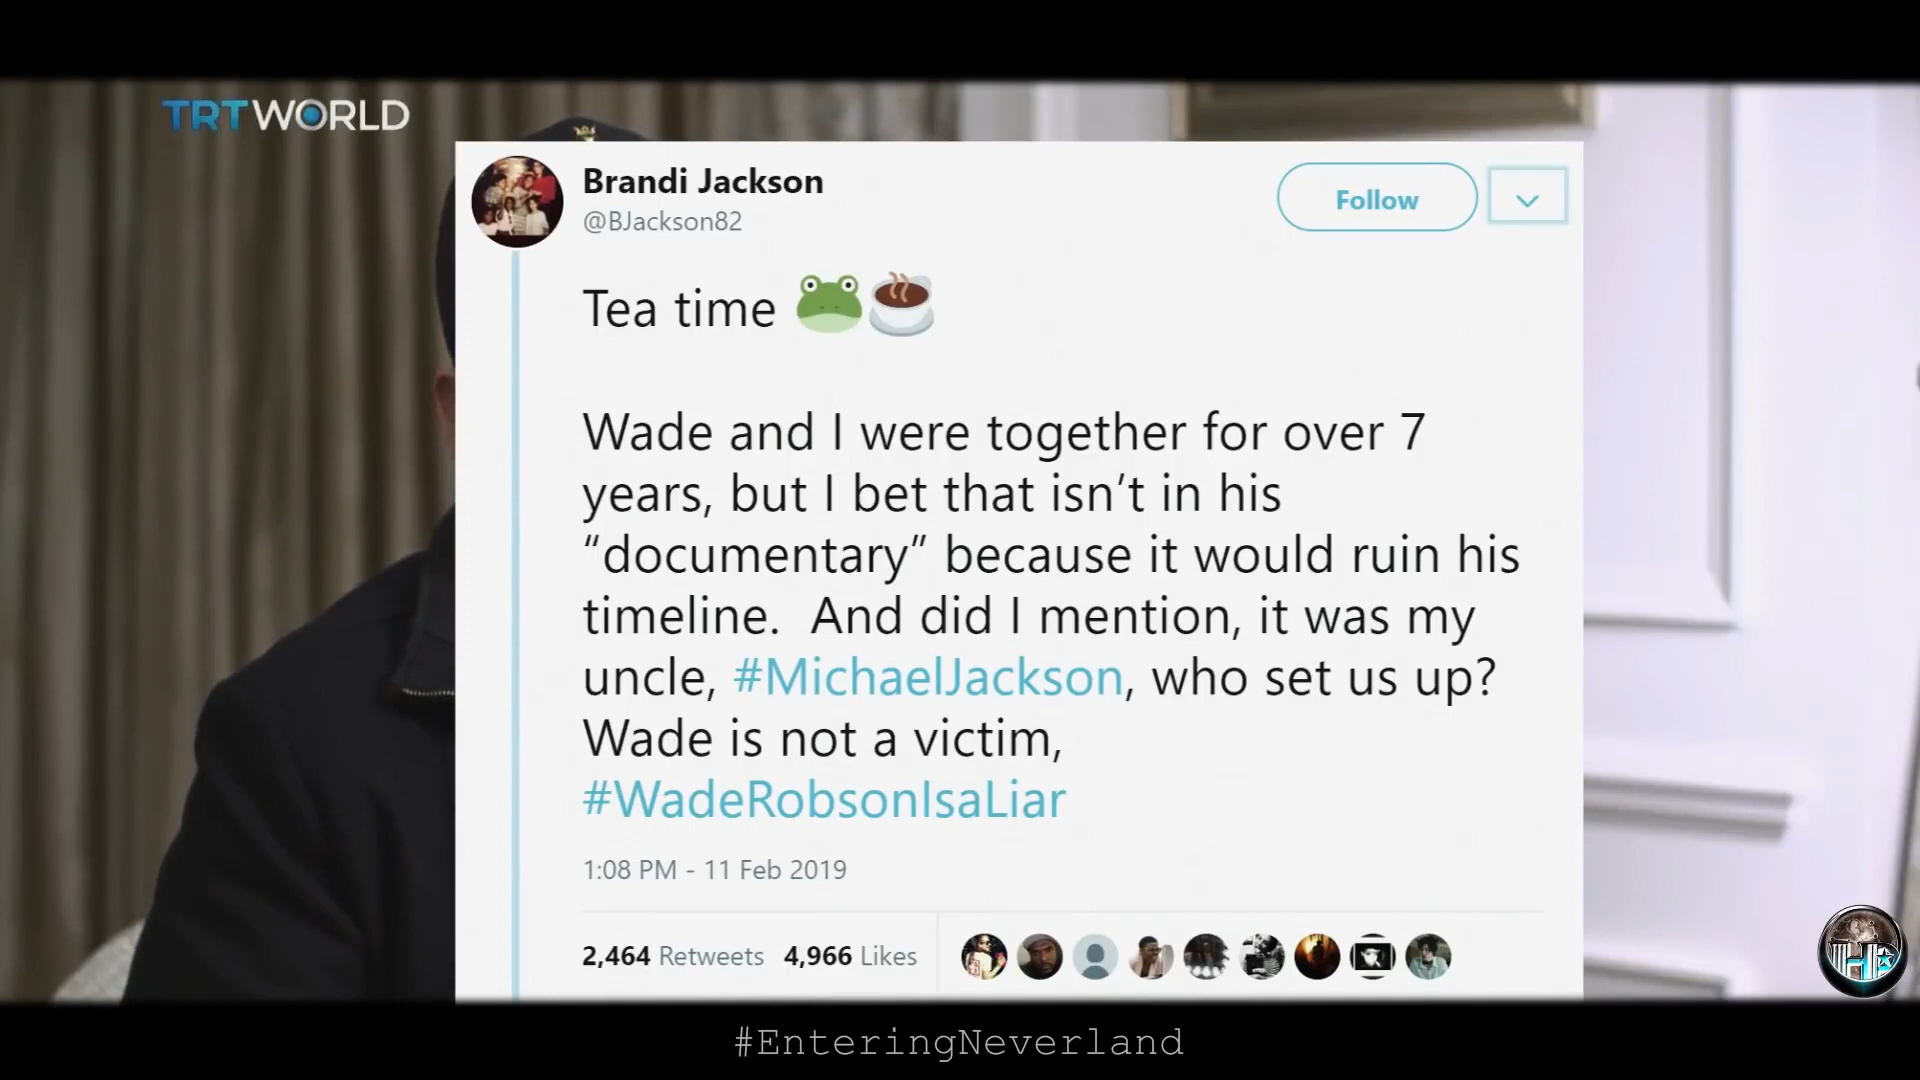 TRT WORLD
Brandi Jackson
@BJackson82
Follow
Tea time 🐸☕
Wade and I were together for over 7
years, but I bet that isn’t in his
“documentary” because it would ruin his
timeline.  And did I mention, it was my
uncle, #MichaelJackson, who set us up?
Wade is not a victim,
#WadeRobsonIsaLiar
1:08 PM - 11 Feb 2019
2,464 Retweets 4,966 Likes
#EnteringNeverland